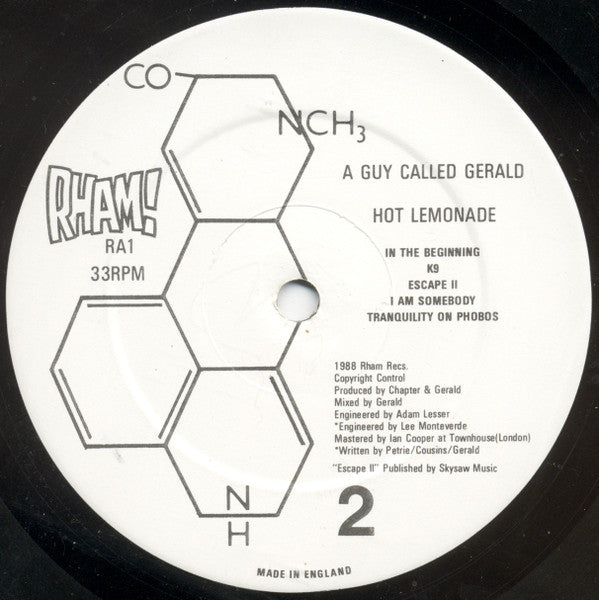 CO
NCH3
RHAM!
RA1
33RPM
A GUY CALLED GERALD
HOT LEMONADE
IN THE BEGINNING
K9
ESCAPE II
I AM SOMEBODY
TRANQUILITY ON PHOBOS
1988 Rham Recs.
Copyright Control
Produced by Chapter & Gerald
Mixed by Gerald
Engineered by Adam Lesser
*Engineered by Lee Monteverde
Mastered by Ian Cooper at Townhouse(London)
*Written by Petrie/Cousins/Gerald
"Escape II" Published by Skysaw Music
N
H
2
MADE IN ENGLAND